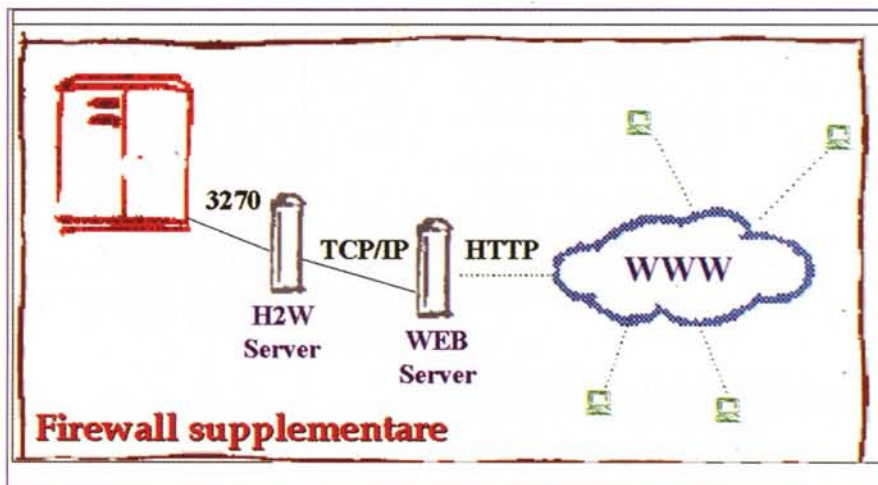 3270
TCP/IP
HTTP
WWW
H2W
Server
WEB
Server
Firewall supplementare